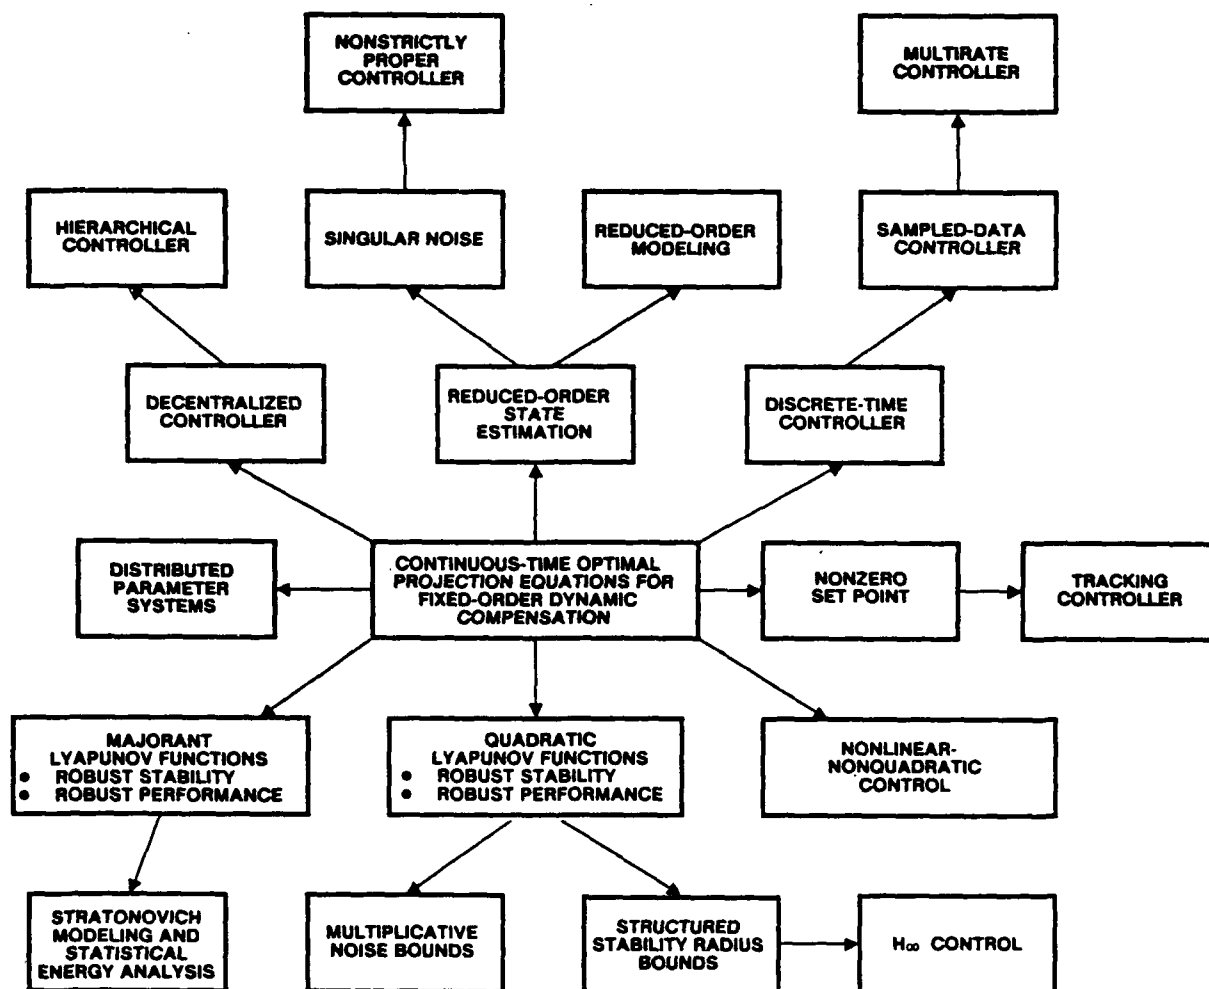 NONSTRICTLY
PROPER
CONTROLLER
MULTIRATE
CONTROLLER
HIERARCHICAL
CONTROLLER
SINGULAR NOISE
REDUCED-ORDER
MODELING
SAMPLED-DATA
CONTROLLER
DECENTRALIZED
CONTROLLER
REDUCED-ORDER
STATE
ESTIMATION
DISCRETE-TIME
CONTROLLER
DISTRIBUTED
PARAMETER
SYSTEMS
CONTINUOUS-TIME OPTIMAL
PROJECTION EQUATIONS FOR
FIXED-ORDER DYNAMIC
COMPENSATION
NONZERO
SET POINT
TRACKING
CONTROLLER
MAJORANT
LYAPUNOV FUNCTIONS
• ROBUST STABILITY
• ROBUST PERFORMANCE
QUADRATIC
LYAPUNOV FUNCTIONS
• ROBUST STABILITY
• ROBUST PERFORMANCE
NONLINEAR-
NONQUADRATIC
CONTROL
STRATONOVICH
MODELING AND
STATISTICAL
ENERGY ANALYSIS
MULTIPLICATIVE
NOISE BOUNDS
STRUCTURED
STABILITY RADIUS
BOUNDS
H∞ CONTROL